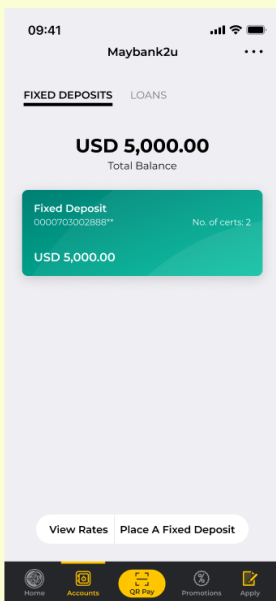 09:41
Maybank2u
FIXED DEPOSITS LOANS
USD 5,000.00
Total Balance
Fixed Deposit
0000703002888** No. of certs: 2
USD 5,000.00
View Rates Place A Fixed Deposit
Home Accounts QR Pay Promotions Apply